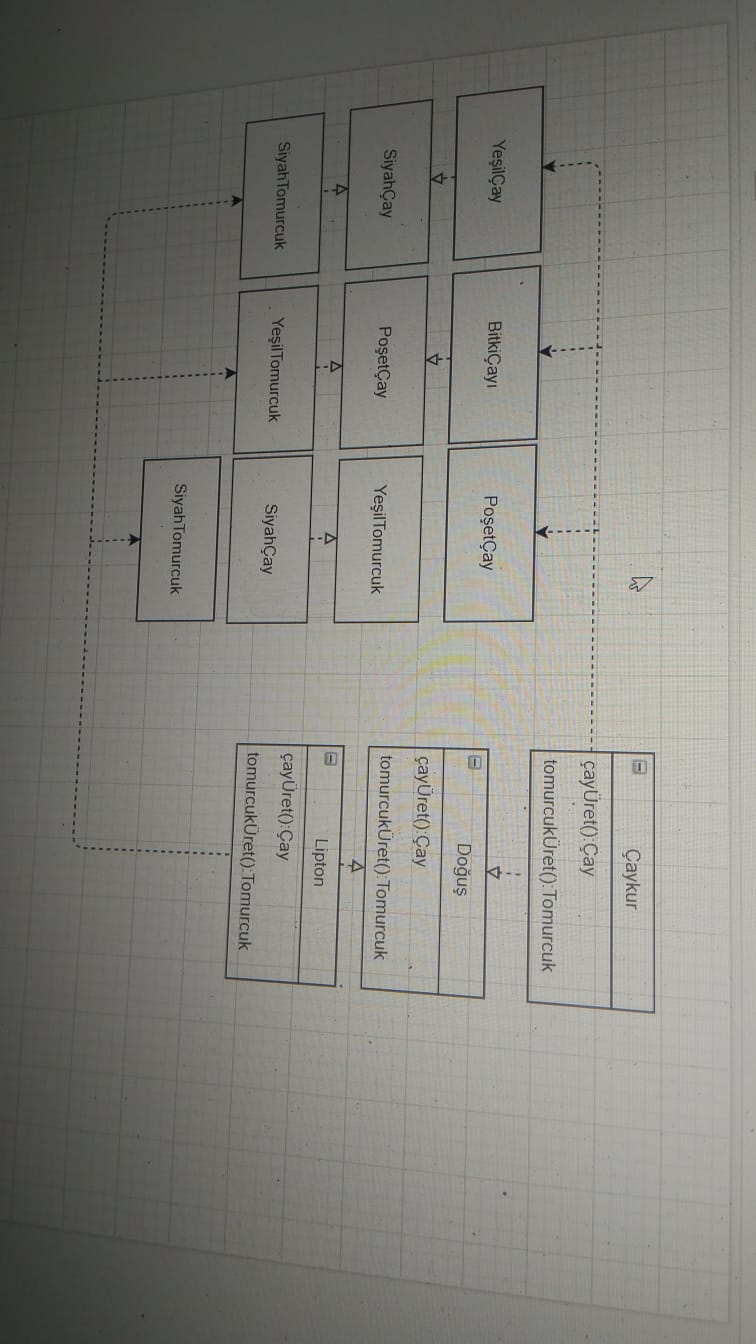 YeşilÇay
SiyahÇay
SiyahTomurcuk
BitkiÇayı
PoşetÇay
YeşilTomurcuk
PoşetÇay
YeşilTomurcuk
SiyahÇay
SiyahTomurcuk
Çaykur
çayÜret():Çay
tomurcukÜret():Tomurcuk
Doğuş
çayÜret():Çay
tomurcukÜret():Tomurcuk
Lipton
çayÜret():Çay
tomurcukÜret():Tomurcuk